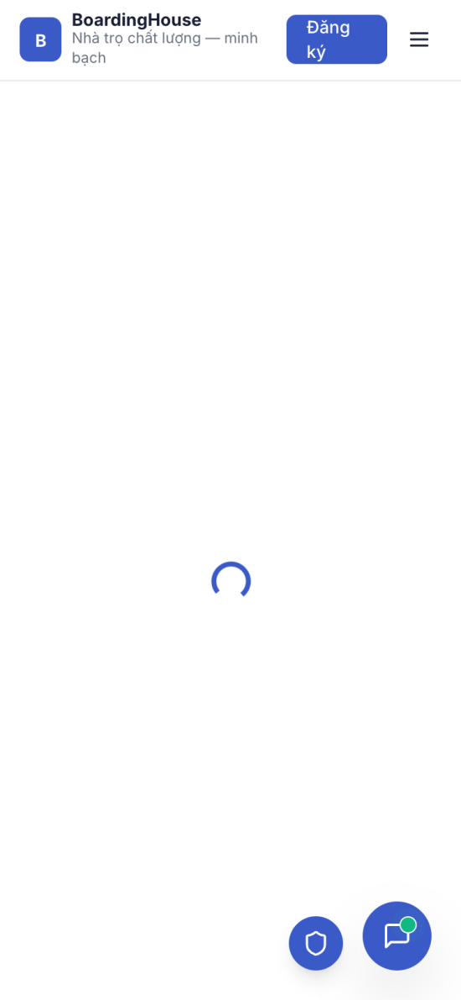 B
BoardingHouse
Nhà trọ chất lượng — minh
bạch
Đăng
ký